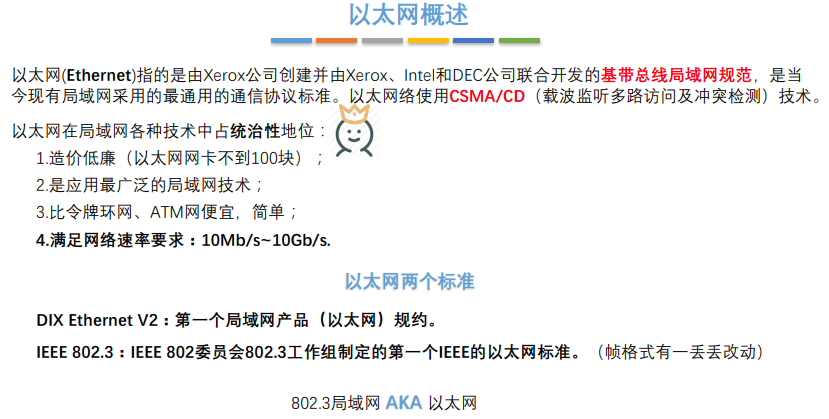 以太网概述
以太网(Ethernet)指的是由Xerox公司创建并由Xerox、Intel和DEC公司联合开发的基带总线局域网规范，是当
今现有局域网采用的最通用的通信协议标准。以太网络使用CSMA/CD（载波监听多路访问及冲突检测）技术。
以太网在局域网各种技术中占统治性地位：
1.造价低廉（以太网网卡不到100块）；
2.是应用最广泛的局域网技术；
3.比令牌环网、ATM网便宜，简单；
4.满足网络速率要求：10Mb/s~10Gb/s.
以太网两个标准
DIX Ethernet V2：第一个局域网产品（以太网）规约。
IEEE 802.3：IEEE 802委员会802.3工作组制定的第一个IEEE的以太网标准。（帧格式有一丢丢改动）
802.3局域网 AKA 以太网